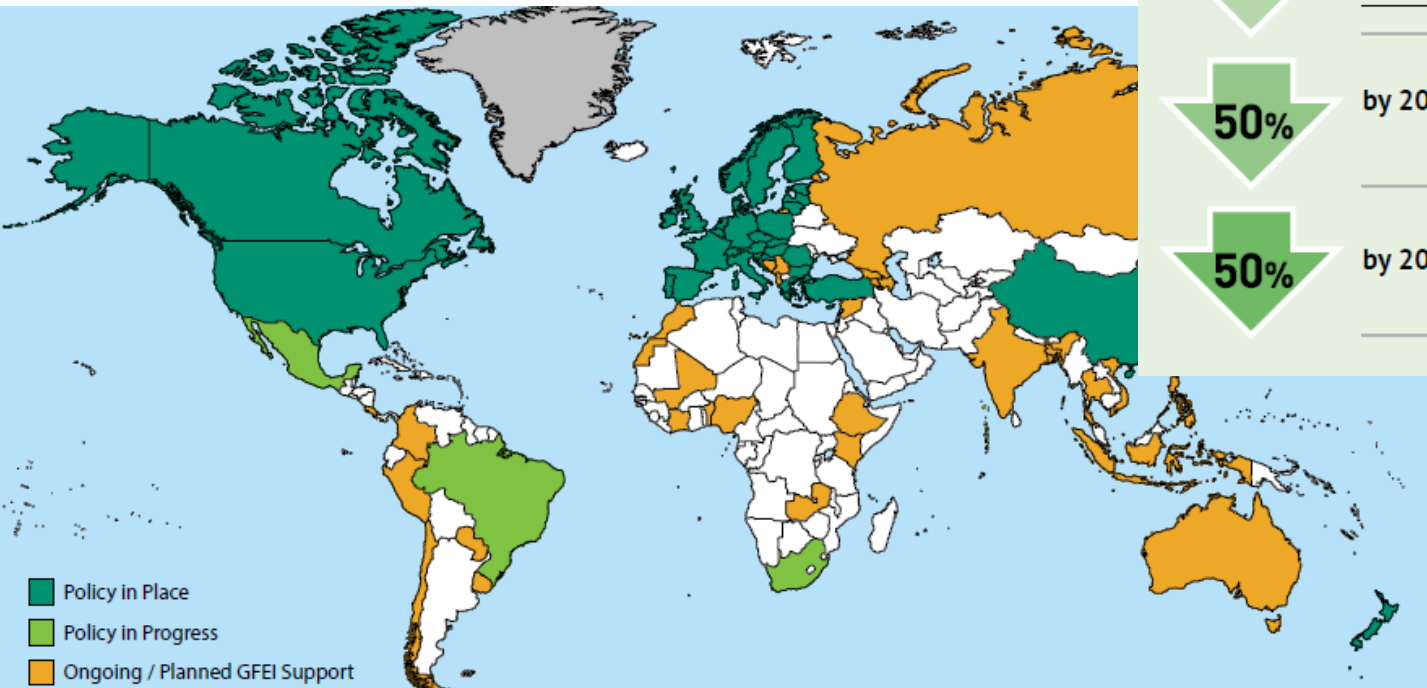 50%
by 20
50%
by 20
Policy in Place
Policy in Progress
Ongoing / Planned GFEI Support